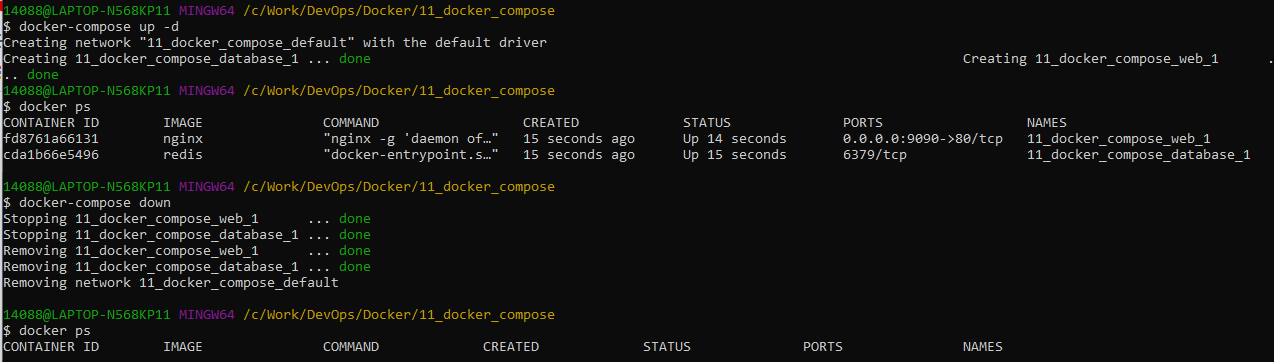 14088@LAPTOP-N568KP11 MINGW64 /c/Work/DevOps/Docker/11_docker_compose
$ docker-compose up -d
Creating network "11_docker_compose_default" with the default driver
Creating 11_docker_compose_database_1 ... done                                                                          Creating 11_docker_compose_web_1      .
.. done
14088@LAPTOP-N568KP11 MINGW64 /c/Work/DevOps/Docker/11_docker_compose
$ docker ps
CONTAINER ID        IMAGE               COMMAND                  CREATED             STATUS              PORTS                  NAMES
fd8761a66131        nginx               "nginx -g 'daemon of…"   15 seconds ago      Up 14 seconds       0.0.0.0:9090->80/tcp   11_docker_compose_web_1
cda1b66e5496        redis               "docker-entrypoint.s…"   15 seconds ago      Up 15 seconds       6379/tcp               11_docker_compose_database_1
14088@LAPTOP-N568KP11 MINGW64 /c/Work/DevOps/Docker/11_docker_compose
$ docker-compose down
Stopping 11_docker_compose_web_1      ... done
Stopping 11_docker_compose_database_1 ... done
Removing 11_docker_compose_web_1      ... done
Removing 11_docker_compose_database_1 ... done
Removing network 11_docker_compose_default
14088@LAPTOP-N568KP11 MINGW64 /c/Work/DevOps/Docker/11_docker_compose
$ docker ps
CONTAINER ID        IMAGE               COMMAND             CREATED             STATUS              PORTS               NAMES